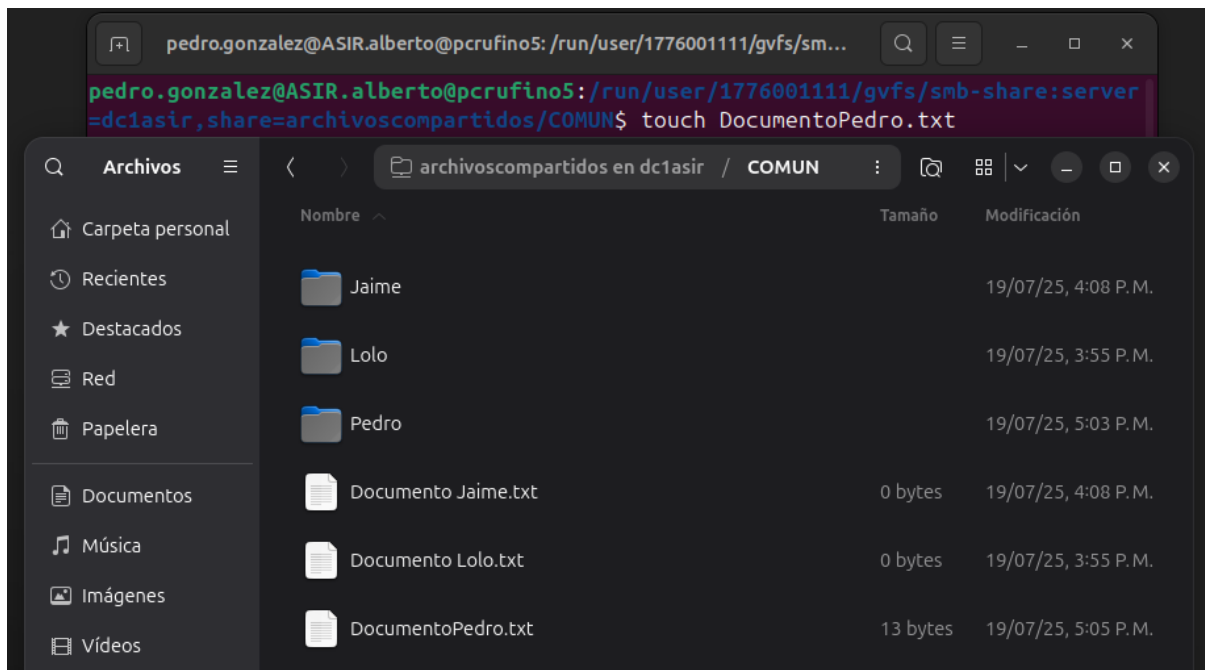 pedro.gonzalez@ASIR.alberto@pcrufino5: /run/user/1776001111/gvfs/sm...
pedro.gonzalez@ASIR.alberto@pcrufino5:/run/user/1776001111/gvfs/smb-share:server
=dc1asir,share=archivoscompartidos/COMUN$ touch DocumentoPedro.txt
Archivos
archivoscompartidos en dc1asir / COMUN
Nombre Tamaño Modificación
Carpeta personal
Recientes
Destacados
Red
Papelera
Documentos
Música
Imágenes
Vídeos
Jaime 19/07/25, 4:08 P.M.
Lolo 19/07/25, 3:55 P.M.
Pedro 19/07/25, 5:03 P.M.
Documento Jaime.txt 0 bytes 19/07/25, 4:08 P.M.
Documento Lolo.txt 0 bytes 19/07/25, 3:55 P.M.
DocumentoPedro.txt 13 bytes 19/07/25, 5:05 P.M.